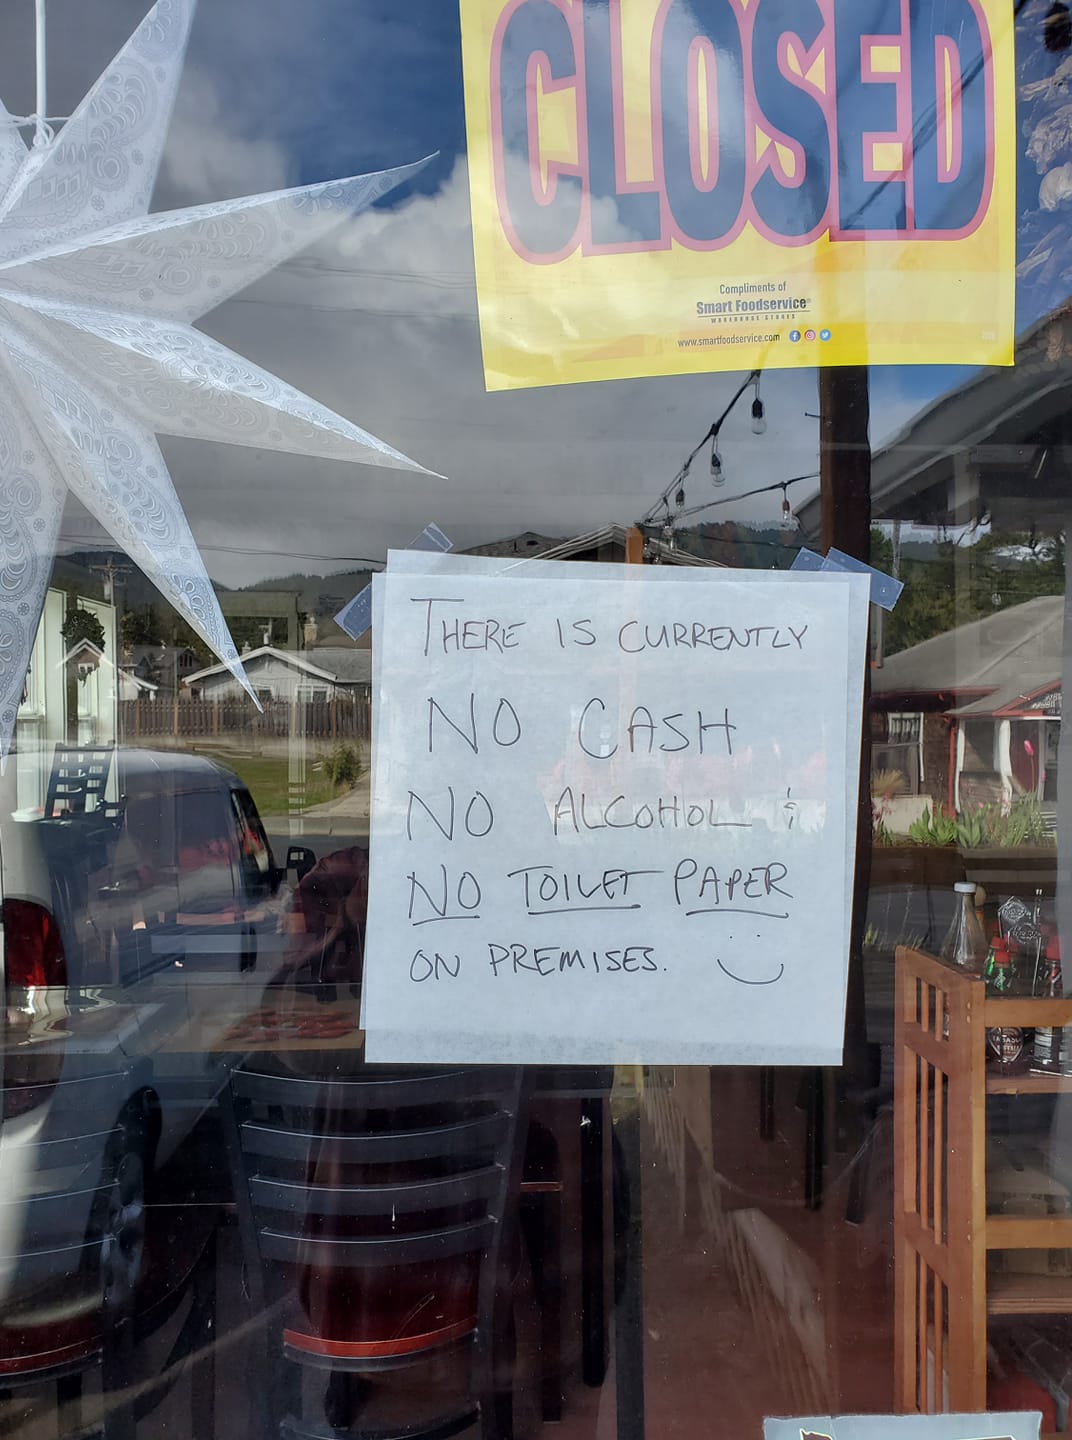 CLOSED
Compliments of
Smart Foodservice
WAREHOUSE STORES
www.smartfoodservice.com
THERE IS CURRENTLY
NO CASH
NO ALCOHOL &
NO TOILET PAPER
ON PREMISES.